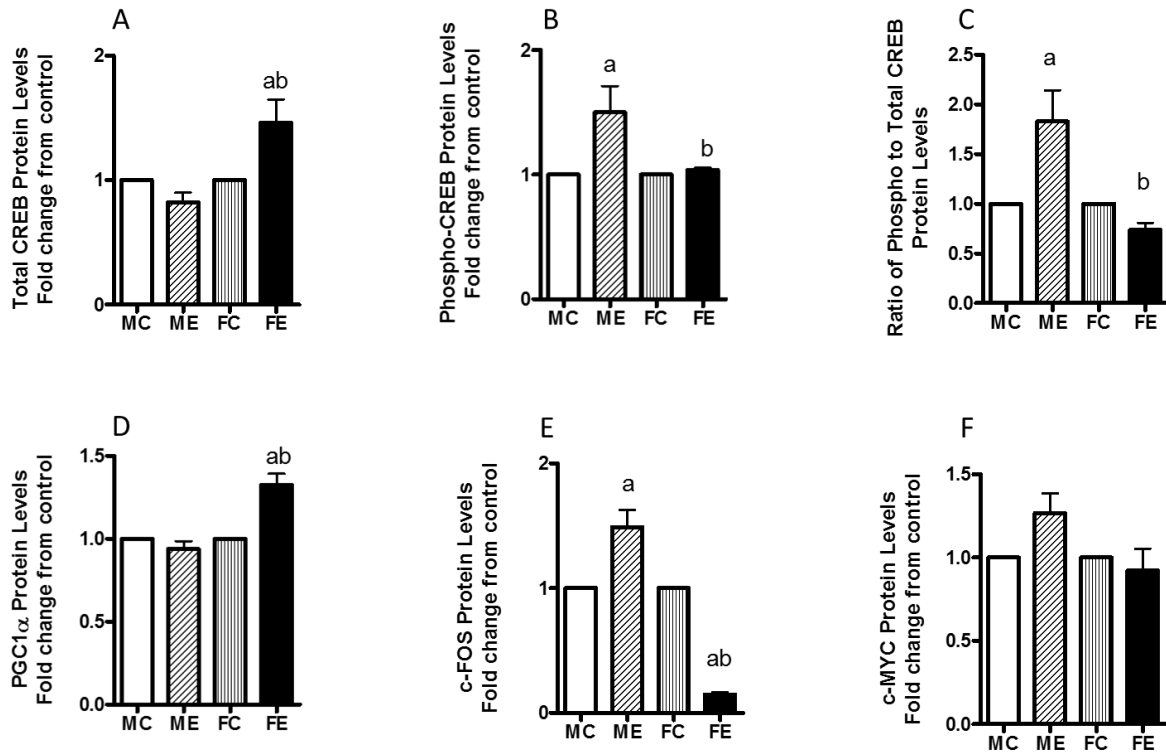 A
Total CREB Protein Levels
Fold change from control
2
1
0
ab
MC ME FC FE
B
Phospho-CREB Protein Levels
Fold change from control
2
1
0
a
b
MC ME FC FE
C
Ratio of Phospho to Total CREB
Protein Levels
2.5
2.0
1.5
1.0
0.5
0.0
a
b
MC ME FC FE
D
PGC1α Protein Levels
Fold change from control
1.5
1.0
0.5
0.0
ab
MC ME FC FE
E
c-FOS Protein Levels
Fold change from control
2
1
0
a
ab
MC ME FC FE
F
c-MYC Protein Levels
Fold change from control
1.5
1.0
0.5
0.0
MC ME FC FE